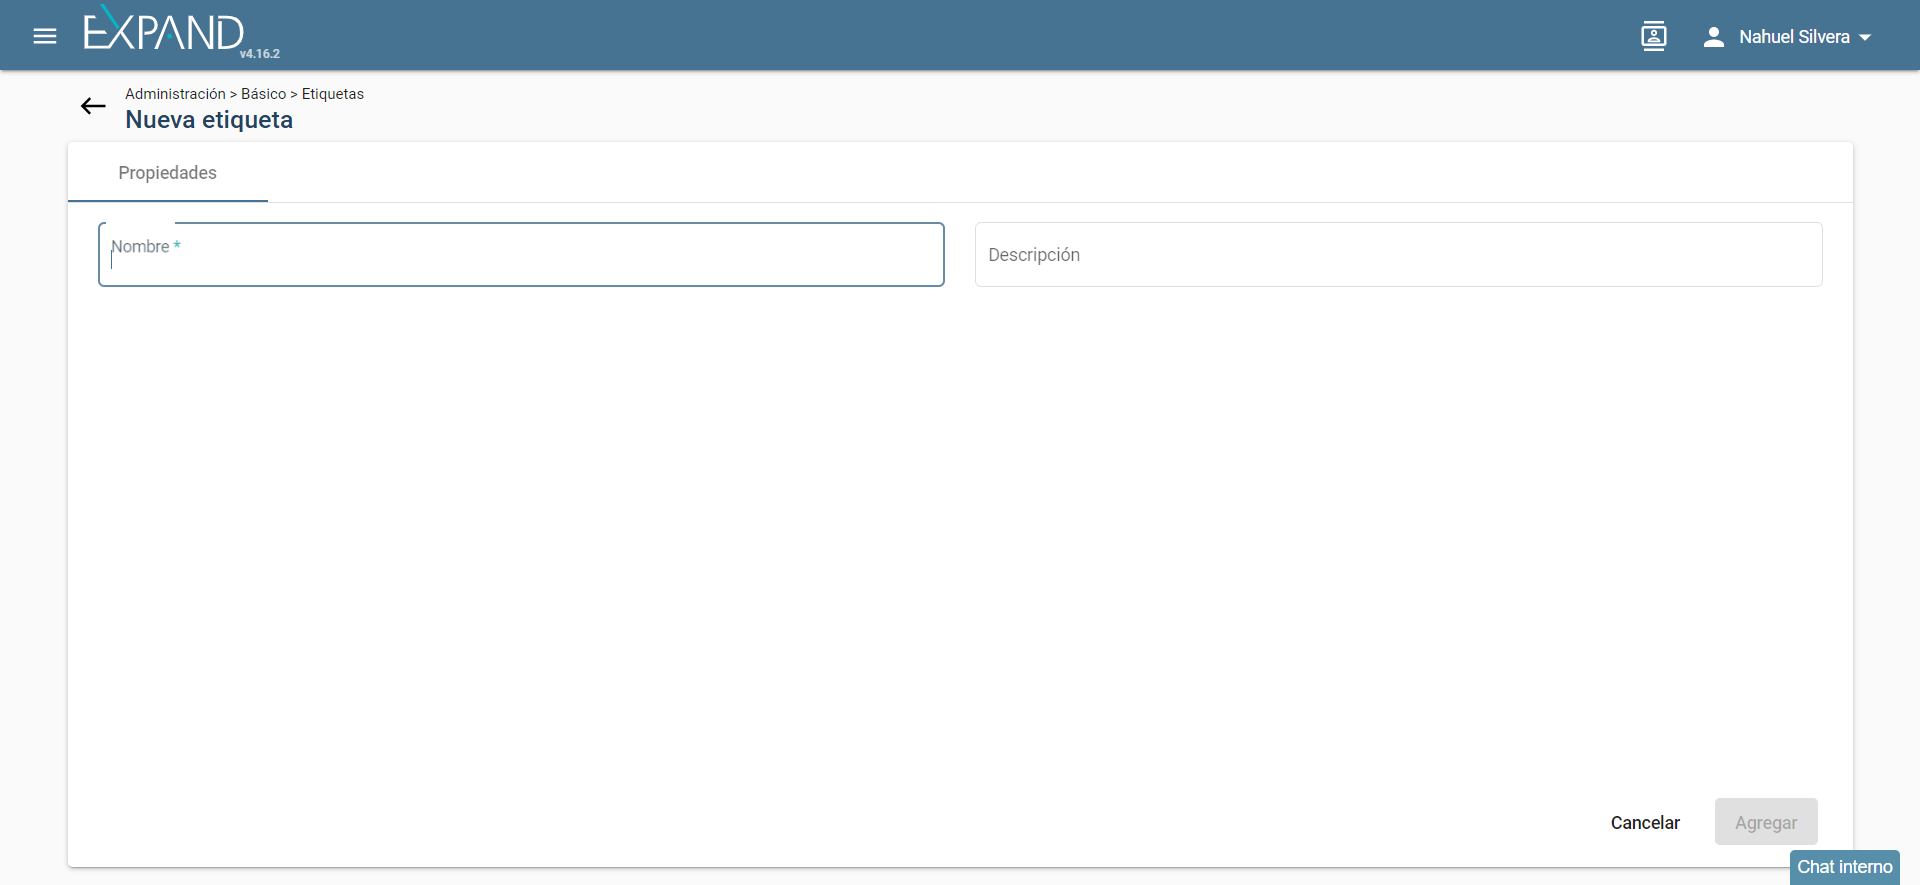 EXPAND
v4.16.2
Nahuel Silvera
Administración > Básico > Etiquetas
Nueva etiqueta
Propiedades
Nombre *
Descripción
Cancelar
Agregar
Chat interno